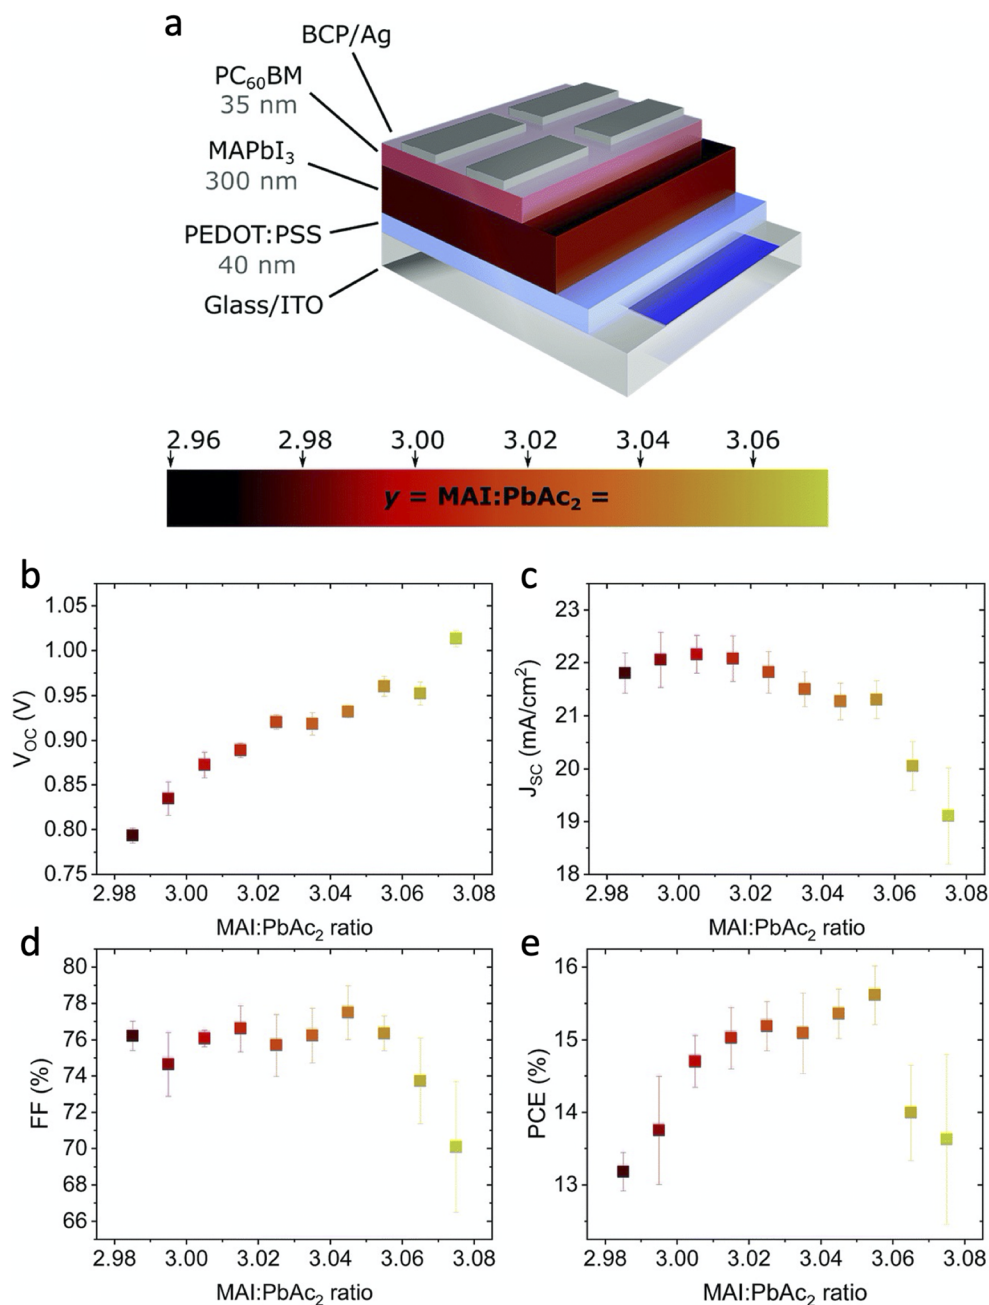 a
BCP/Ag
PC₆₀BM
35 nm
MAPbI₃
300 nm
PEDOT:PSS
40 nm
Glass/ITO
2.96 2.98 3.00 3.02 3.04 3.06
y = MAI:PbAc₂ =
b
V_OC (V)
1.05
1.00
0.95
0.90
0.85
0.80
0.75
2.98 3.00 3.02 3.04 3.06 3.08
MAI:PbAc₂ ratio
c
J_SC (mA/cm²)
23
22
21
20
19
18
2.98 3.00 3.02 3.04 3.06 3.08
MAI:PbAc₂ ratio
d
FF (%)
80
78
76
74
72
70
68
66
2.98 3.00 3.02 3.04 3.06 3.08
MAI:PbAc₂ ratio
e
PCE (%)
16
15
14
13
2.98 3.00 3.02 3.04 3.06 3.08
MAI:PbAc₂ ratio